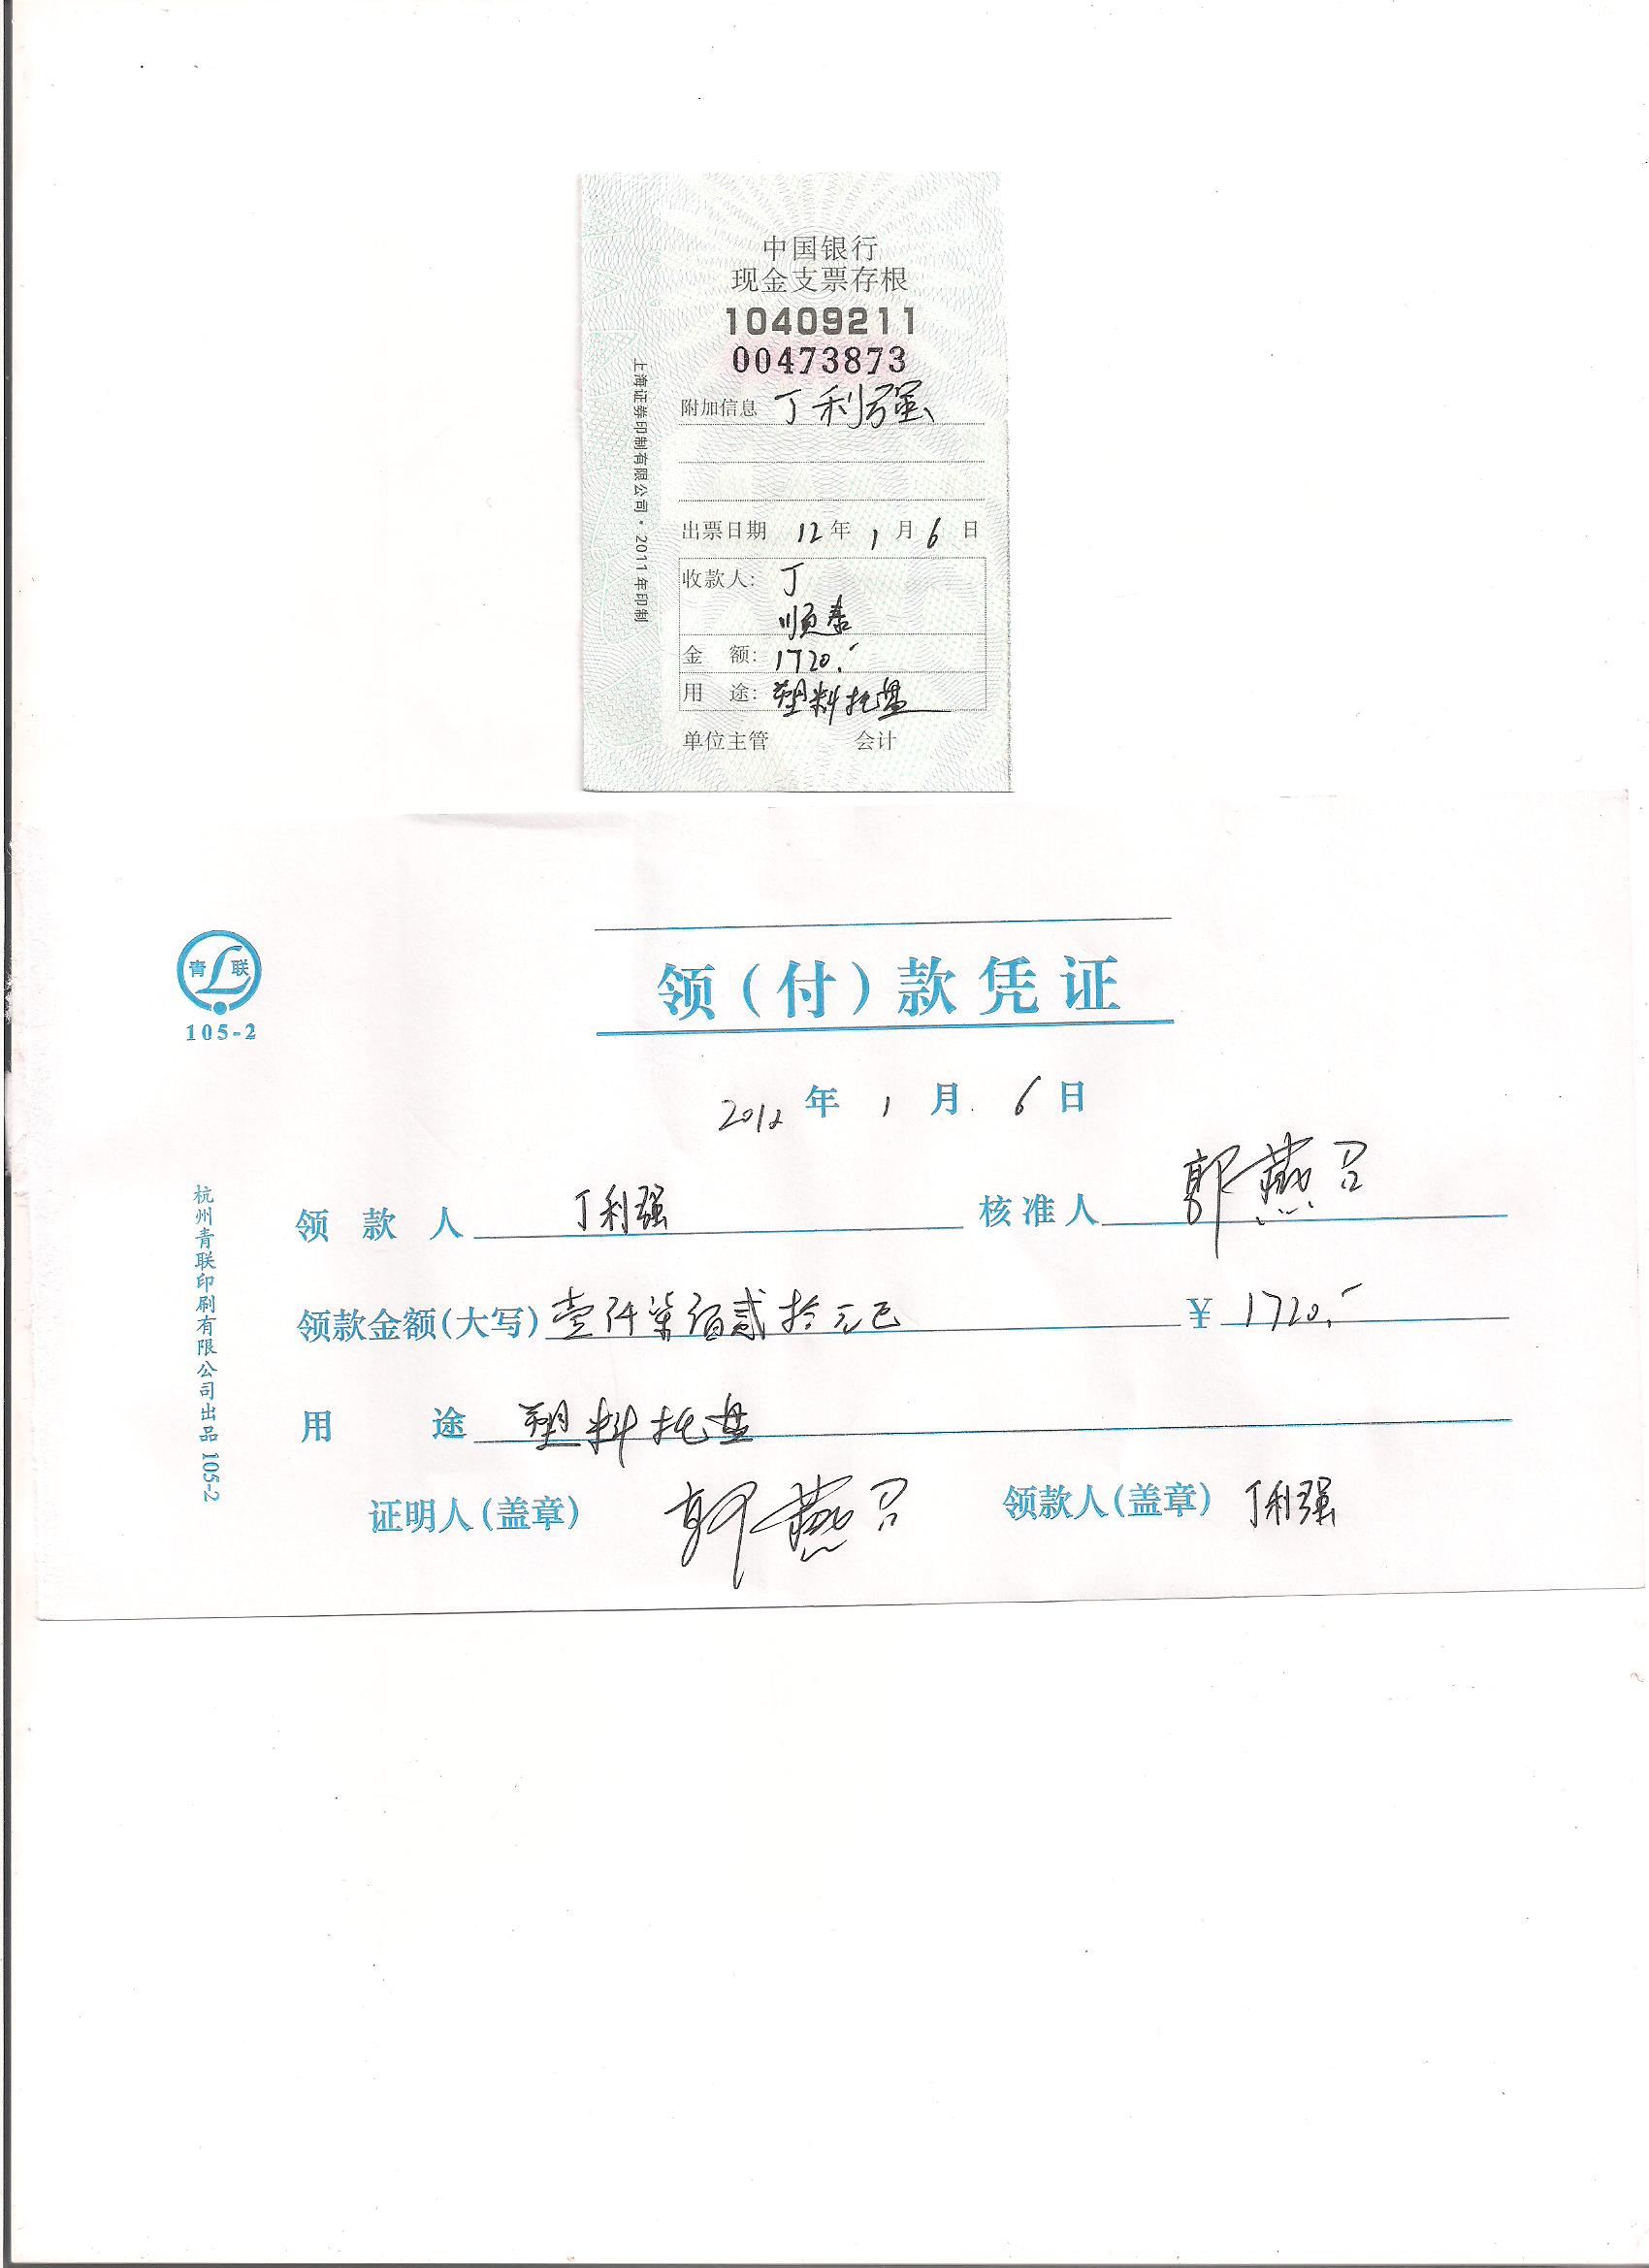 中国银行
现金支票存根
10409211
00473873
附加信息 丁利强
出票日期 12年1月6日
收款人: 丁
顺
金 额: 1720.-
用 途: 塑料托盘
单位主管 会计
上海证券印制有限公司·2011年印制
青 联
105-2
领(付)款凭证
2012年1月6日
领 款 人 丁利强 核准人 郭燕
领款金额(大写) 壹仟柒佰贰拾元 ¥ 1720.-
用 途 塑料托盘
证明人(盖章) 郭燕 领款人(盖章) 丁利强
杭州青联印刷有限公司出品 105-2